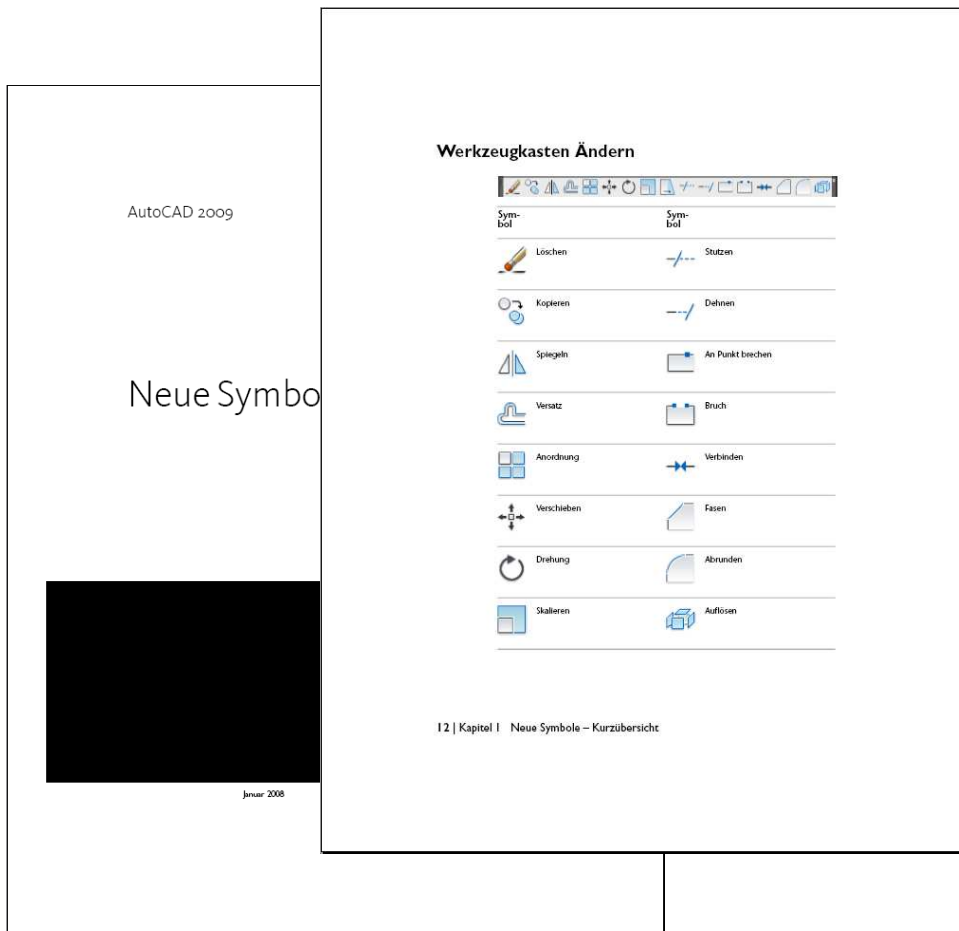 AutoCAD 2009
Neue Symbo
Januar 2008
Werkzeugkasten Ändern
Sym-
bol
Sym-
bol
Löschen
Stutzen
Kopieren
Dehnen
Spiegeln
An Punkt brechen
Versatz
Bruch
Anordnung
Verbinden
Verschieben
Fasen
Drehung
Abrunden
Skalieren
Auflösen
12 | Kapitel 1 Neue Symbole – Kurzübersicht